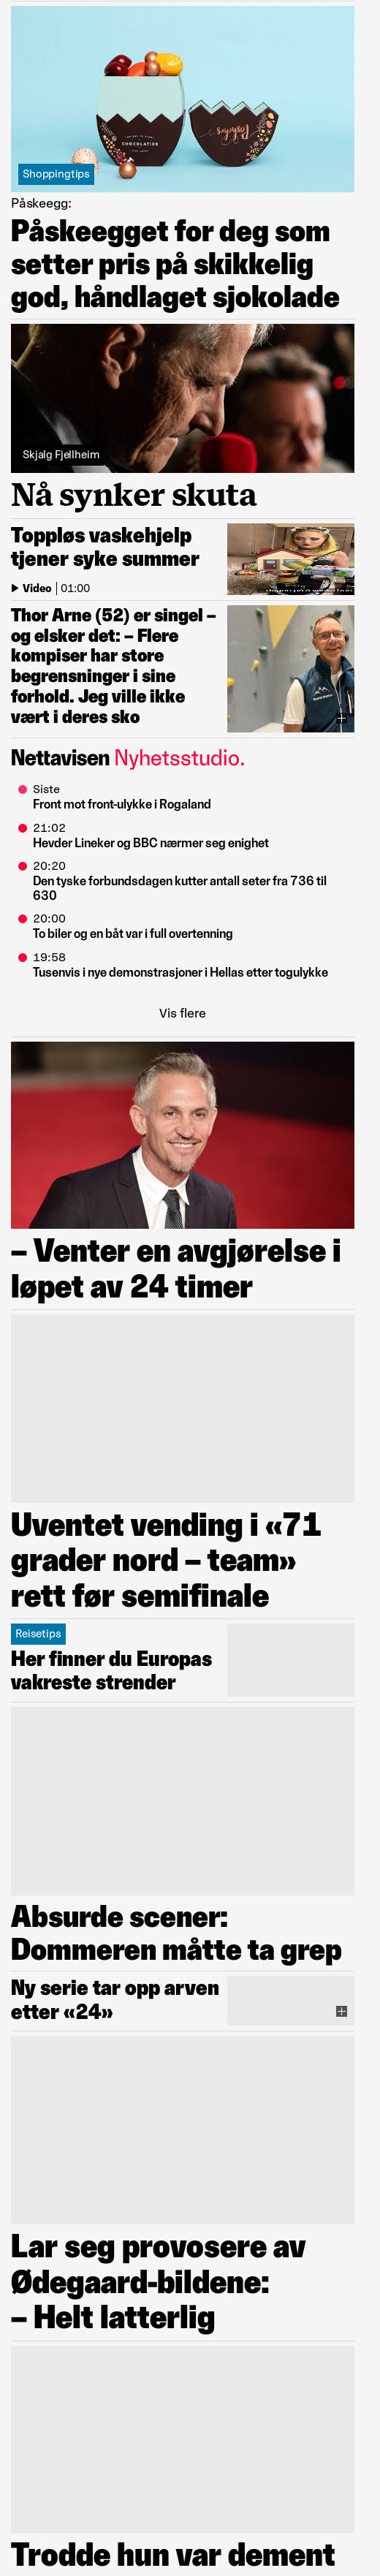 CHOCOLATIER
Shoppingtips
Påskeegg:
Påskeegget for deg som
setter pris på skikkelig
god, håndlaget sjokolade
Skjalg Fjellheim
Nå synker skuta
Toppløs vaskehjelp
tjener syke summer
Video 01:00
Thor Arne (52) er singel –
og elsker det: – Flere
kompiser har store
begrensninger i sine
forhold. Jeg ville ikke
vært i deres sko
Nettavisen Nyhetsstudio.
Siste
Front mot front-ulykke i Rogaland
21:02
Hevder Lineker og BBC nærmer seg enighet
20:20
Den tyske forbundsdagen kutter antall seter fra 736 til
630
20:00
To biler og en båt var i full overtenning
19:58
Tusenvis i nye demonstrasjoner i Hellas etter togulykke
Vis flere
– Venter en avgjørelse i
løpet av 24 timer
Uventet vending i «71
grader nord – team»
rett før semifinale
Reisetips
Her finner du Europas
vakreste strender
Absurde scener:
Dommeren måtte ta grep
Ny serie tar opp arven
etter «24»
Lar seg provosere av
Ødegaard-bildene:
– Helt latterlig
Trodde hun var dement